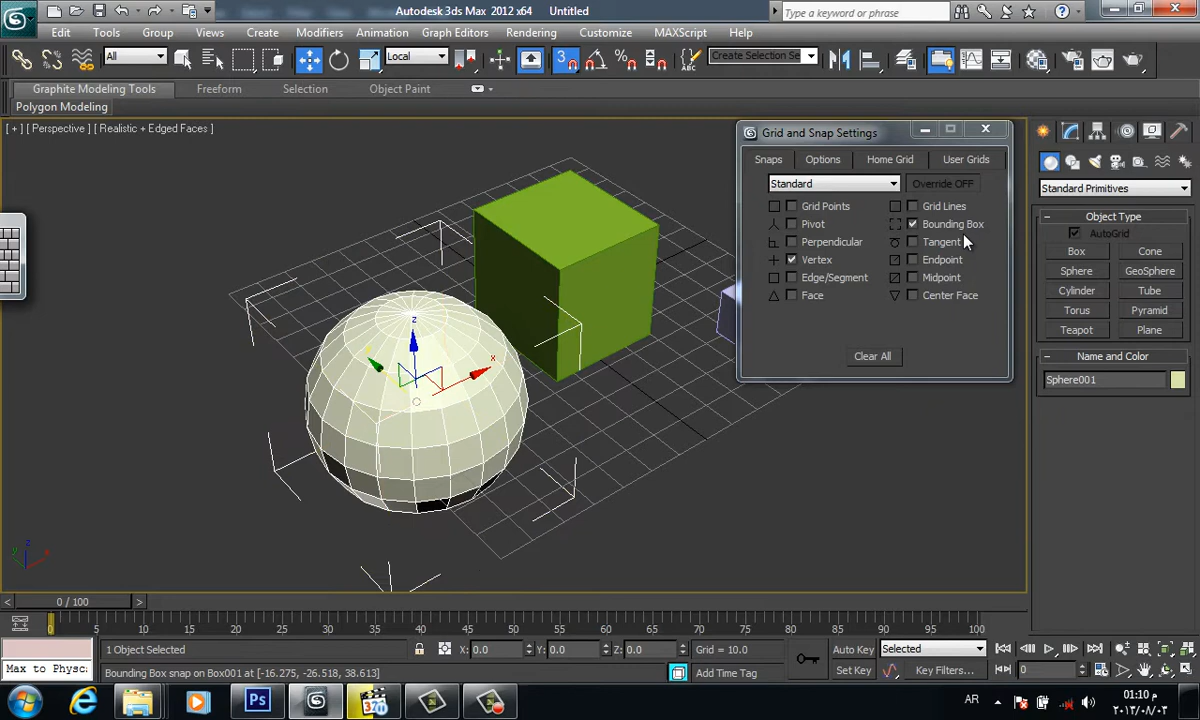 Autodesk 3ds Max 2012 x64 Untitled
Type a keyword or phrase
Edit Tools Group Views Create Modifiers Animation Graph Editors Rendering Customize MAXScript Help
All Local 3 Create Selection Se
Graphite Modeling Tools Freeform Selection Object Paint
Polygon Modeling
[ + ] [ Perspective ] [ Realistic + Edged Faces ]
Grid and Snap Settings
Snaps Options Home Grid User Grids
Standard Override OFF
Grid Points Grid Lines
Pivot Bounding Box
Perpendicular Tangent
Vertex Endpoint
Edge/Segment Midpoint
Face Center Face
Clear All
Standard Primitives
Object Type
AutoGrid
Box Cone
Sphere GeoSphere
Cylinder Tube
Torus Pyramid
Teapot Plane
Name and Color
Sphere001
z
x
z
x
0 / 100
0 5 10 15 20 25 30 35 40 45 50 55 60 65 70 75 80 85 90 95 100
1 Object Selected X: 0.0 Y: 0.0 Z: 0.0 Grid = 10.0 Auto Key Selected
Max to Physc Bounding Box snap on Box001 at [-16.275, -26.518, 38.613] Add Time Tag Set Key Key Filters... 0
Ps AR
م 01:10
٢٠١٣/٠٨/٠٣